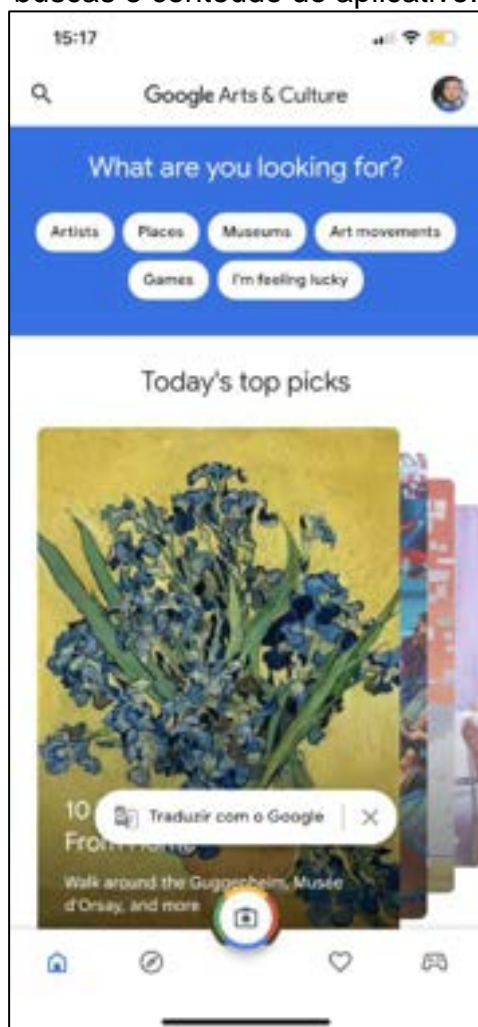 buscas o conteúdo do aplicativo.
15:17
Google Arts & Culture
What are you looking for?
Artists Places Museums Art movements
Games I'm feeling lucky
Today's top picks
10
Traduzir com o Google
From Home
Walk around the Guggenheim, Musée
d'Orsay, and more